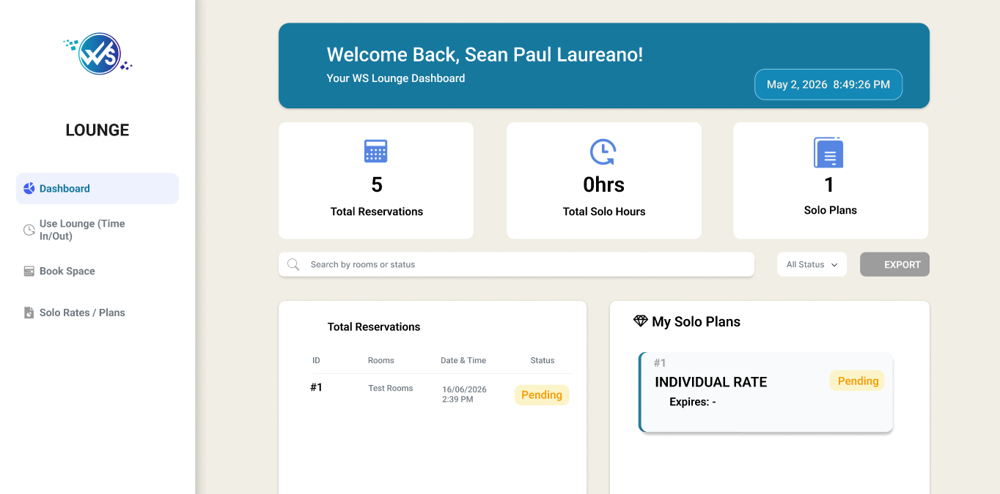 WS
LOUNGE
Dashboard
Use Lounge (Time
In/Out)
Book Space
Solo Rates / Plans
Welcome Back, Sean Paul Laureano!
Your WS Lounge Dashboard
May 2, 2026 8:49:26 PM
5
Total Reservations
0hrs
Total Solo Hours
1
Solo Plans
Search by rooms or status
All Status
EXPORT
Total Reservations
ID Rooms Date & Time Status
#1 Test Rooms 16/06/2026 Pending
2:39 PM
My Solo Plans
#1
INDIVIDUAL RATE
Pending
Expires: -